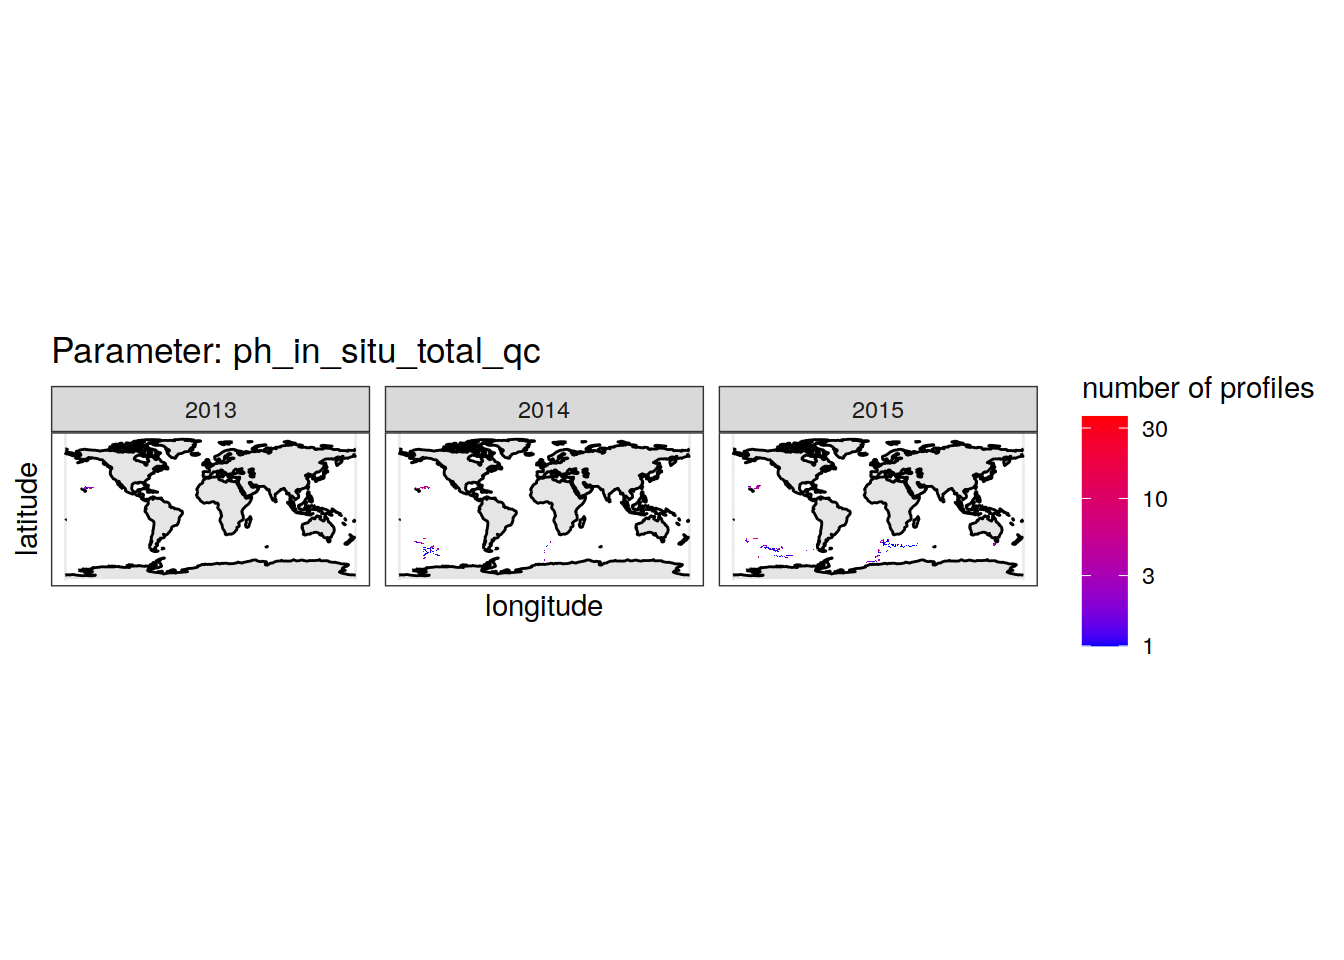 Parameter: ph_in_situ_total_qc
2013
2014
2015
latitude
longitude
number of profiles
30
10
3
1